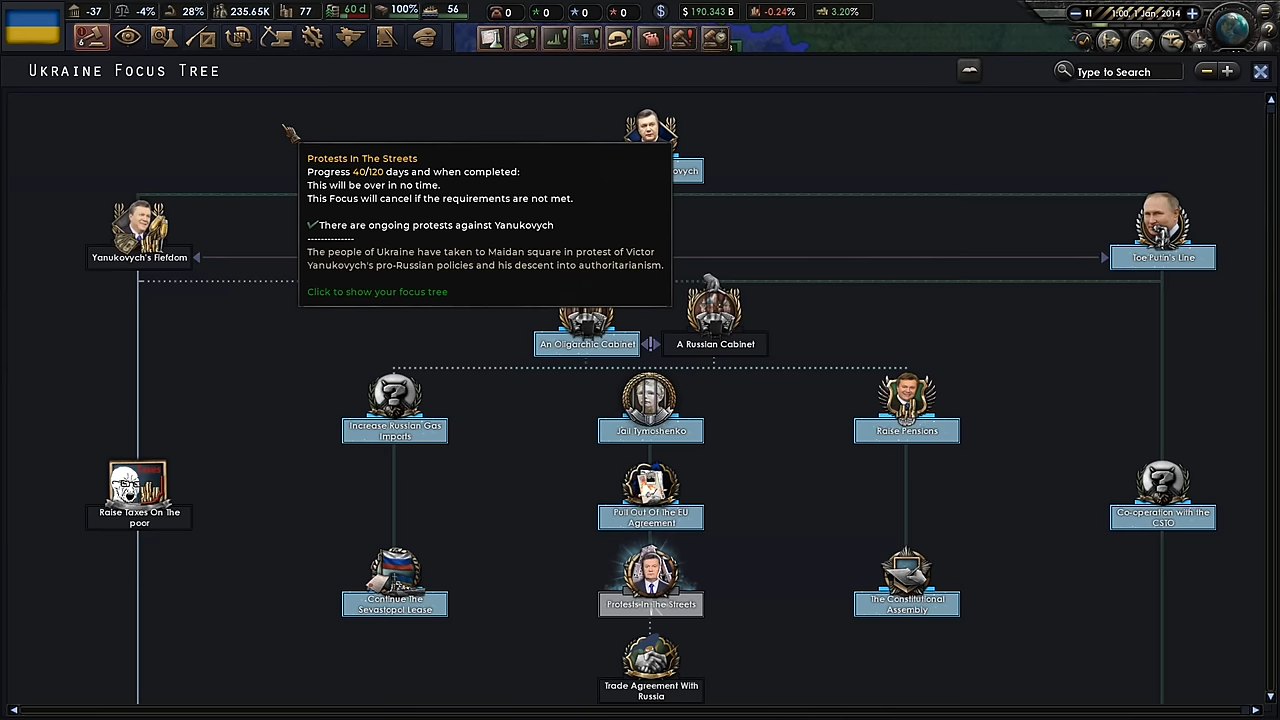 -37
-4%
28%
235.65K
77
60 d
100%
56
0
0
0
0
$ 190.343 B
-0.24%
3.20%
1:00, 1 Jan, 2014
Ukraine Focus Tree
Type to Search
ovych
Protests In The Streets
Progress 40/120 days and when completed:
This will be over in no time.
This Focus will cancel if the requirements are not met.
There are ongoing protests against Yanukovych
--------------
The people of Ukraine have taken to Maidan square in protest of Victor
Yanukovych's pro-Russian policies and his descent into authoritarianism.
Click to show your focus tree
Yanukovych's Fiefdom
Toe Putin's Line
An Oligarchic Cabinet
A Russian Cabinet
Increase Russian Gas
Imports
Jail Tymoshenko
Raise Pensions
Raise Taxes On The
poor
Pull Out Of The EU
Agreement
Co-operation with the
CSTO
Continue The
Sevastopol Lease
Protests In The Streets
The Constitutional
Assembly
Trade Agreement With
Russia